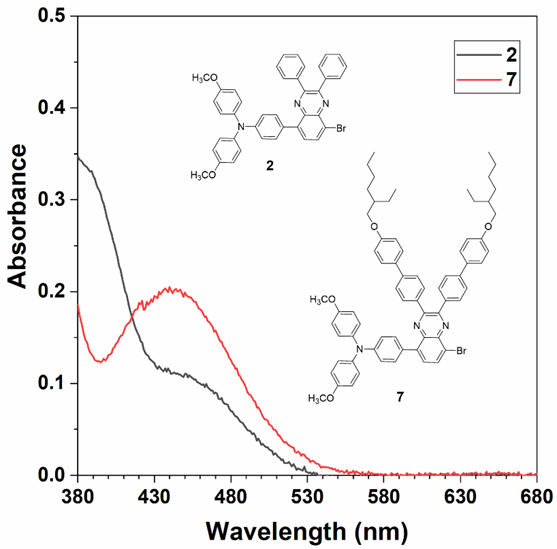 0.5
0.4
0.3
0.2
0.1
0.0
Absorbance
380
430
480
530
580
630
680
Wavelength (nm)
2
7
OCH₃
N
H₃CO
N
N
Br
2
O
O
H₃CO
N
H₃CO
N
N
Br
7